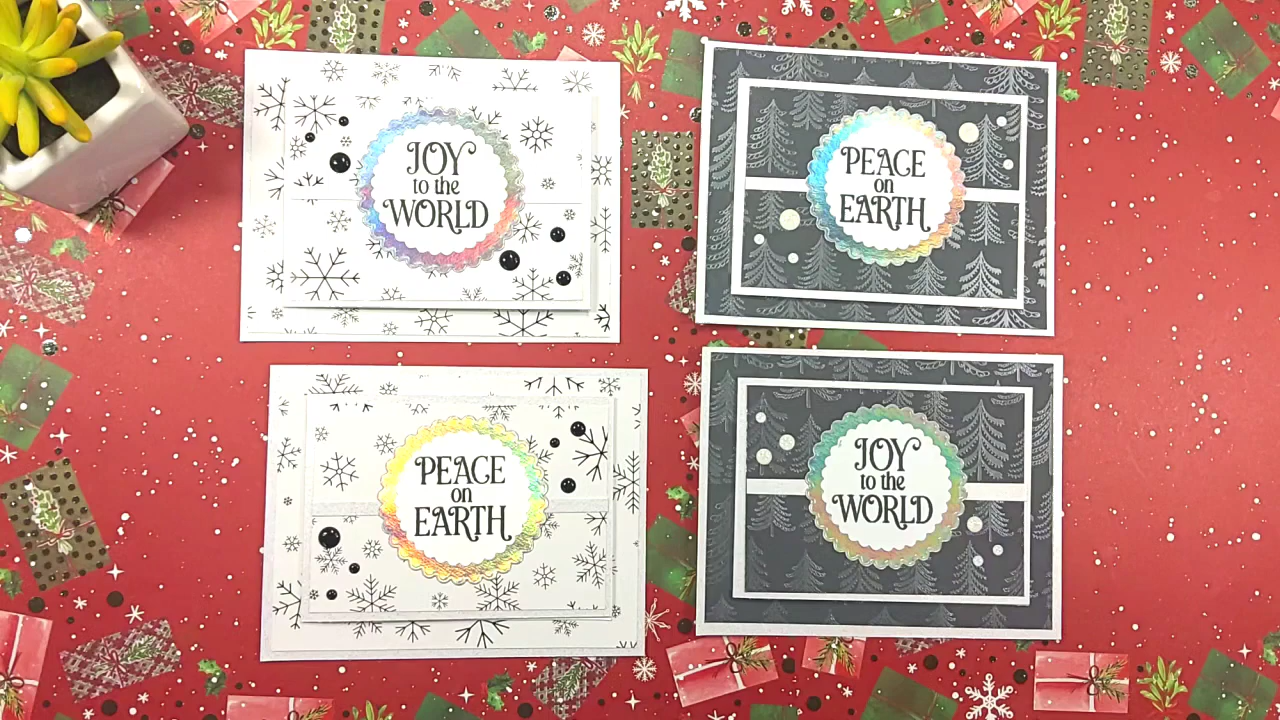 JOY
to the
WORLD
PEACE
on
EARTH
PEACE
on
EARTH
JOY
to the
WORLD